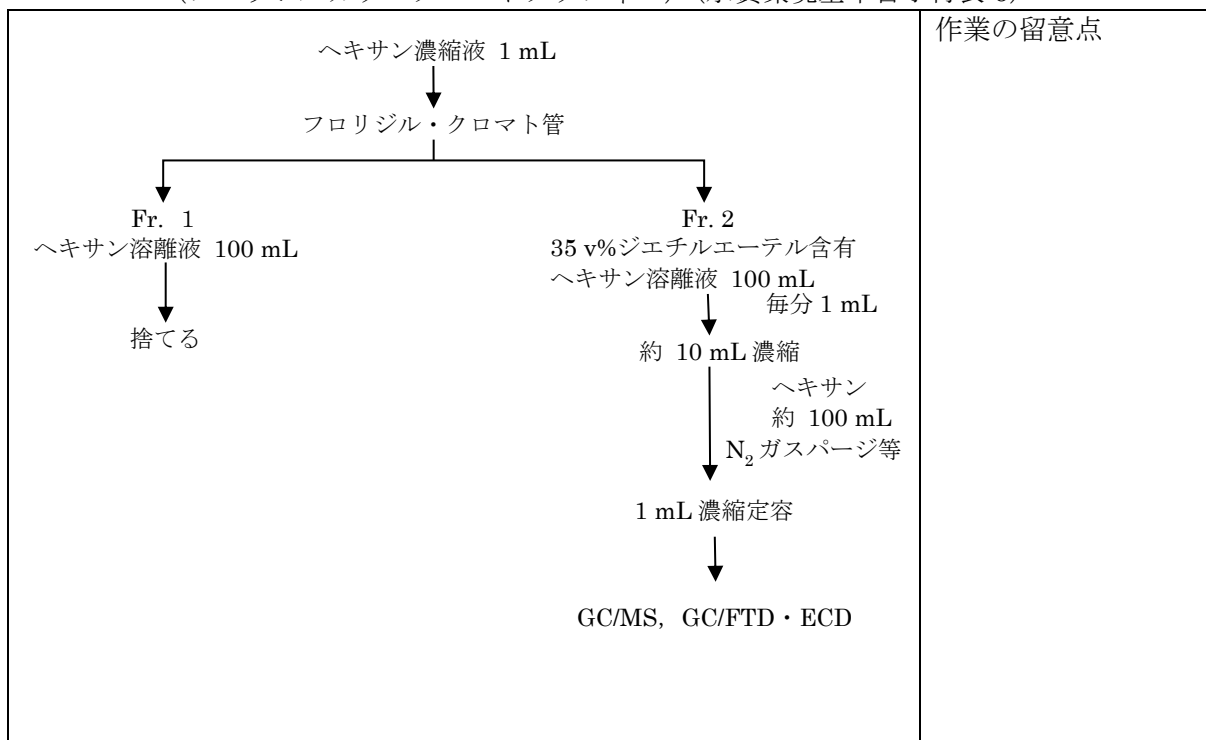 作業の留意点
ヘキサン濃縮液 1 mL
フロリジル・クロマト管
Fr. 1
ヘキサン溶離液 100 mL
捨てる
Fr. 2
35 v%ジエチルエーテル含有
ヘキサン溶離液 100 mL
毎分 1 mL
約 10 mL 濃縮
ヘキサン
約 100 mL
N₂ ガスパージ等
1 mL 濃縮定容
GC/MS, GC/FTD・ECD